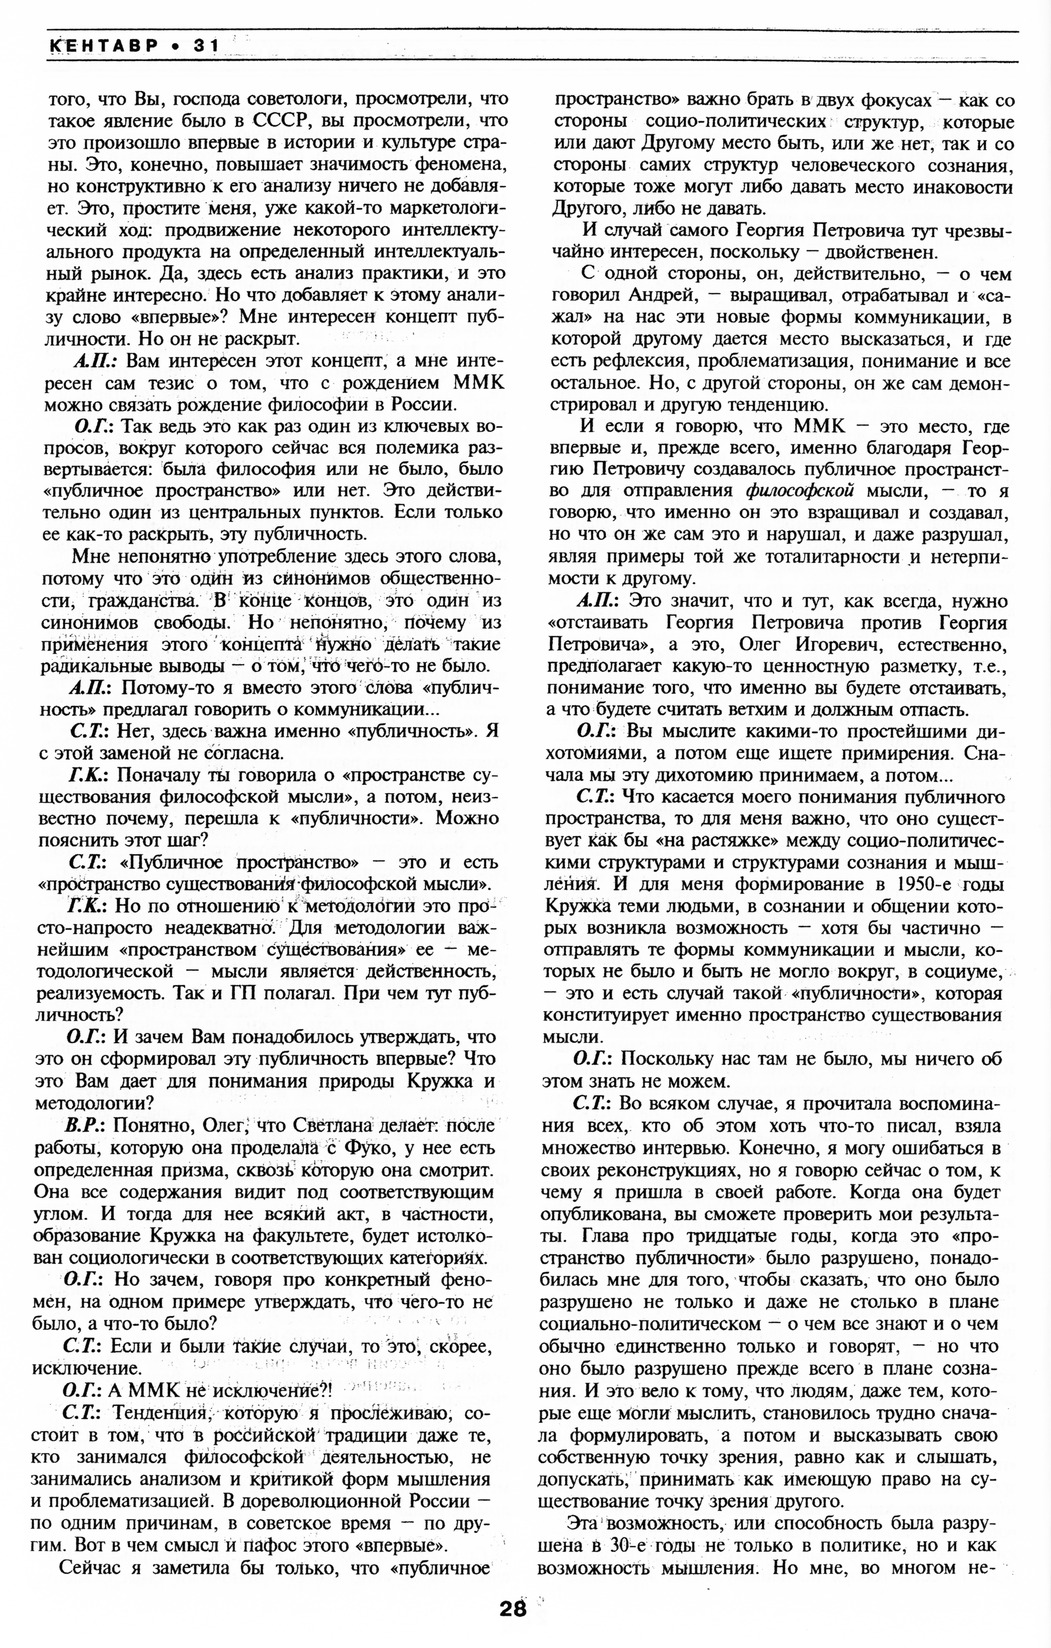 КЕНТАВР • 31
того, что Вы, господа советологи, просмотрели, что
такое явление было в СССР, вы просмотрели, что
это произошло впервые в истории и культуре стра-
ны. Это, конечно, повышает значимость феномена,
но конструктивно к его анализу ничего не добавля-
ет. Это, простите меня, уже какой-то маркетологи-
ческий ход: продвижение некоторого интеллекту-
ального продукта на определенный интеллектуаль-
ный рынок. Да, здесь есть анализ практики, и это
крайне интересно. Но что добавляет к этому анали-
зу слово «впервые»? Мне интересен концепт пуб-
личности. Но он не раскрыт.
А.П.: Вам интересен этот концепт, а мне инте-
ресен сам тезис о том, что с рождением ММК
можно связать рождение философии в России.
О.Г.: Так ведь это как раз один из ключевых во-
просов, вокруг которого сейчас вся полемика раз-
вертывается: была философия или не было, было
«публичное пространство» или нет. Это действи-
тельно один из центральных пунктов. Если только
ее как-то раскрыть, эту публичность.
Мне непонятно употребление здесь этого слова,
потому что это один из синонимов общественно-
сти, гражданства. В конце концов, это один из
синонимов свободы. Но непонятно, почему из
применения этого концепта нужно делать такие
радикальные выводы — о том, что чего-то не было.
А.П.: Потому-то я вместо этого слова «публич-
ность» предлагал говорить о коммуникации...
С.Т.: Нет, здесь важна именно «публичность». Я
с этой заменой не согласна.
Г.К.: Поначалу ты говорила о «пространстве су-
ществования философской мысли», а потом, неиз-
вестно почему, перешла к «публичности». Можно
пояснить этот шаг?
С.Т.: «Публичное пространство» — это и есть
«пространство существования философской мысли».
Г.К.: Но по отношению к методологии это про-
сто-напросто неадекватно. Для методологии важ-
нейшим «пространством существования» ее — ме-
тодологической — мысли является действенность,
реализуемость. Так и ГП полагал. При чем тут пуб-
личность?
О.Г.: И зачем Вам понадобилось утверждать, что
это он сформировал эту публичность впервые? Что
это Вам дает для понимания природы Кружка и
методологии?
В.Р.: Понятно, Олег, что Светлана делает: после
работы, которую она проделала с Фуко, у нее есть
определенная призма, сквозь которую она смотрит.
Она все содержания видит под соответствующим
углом. И тогда для нее всякий акт, в частности,
образование Кружка на факультете, будет истолко-
ван социологически в соответствующих категориях.
О.Г.: Но зачем, говоря про конкретный фено-
мен, на одном примере утверждать, что чего-то не
было, а что-то было?
С.Т.: Если и были такие случаи, то это, скорее,
исключение.
О.Г.: А ММК не исключение?!
С.Т.: Тенденция, которую я прослеживаю, со-
стоит в том, что в российской традиции даже те,
кто занимался философской деятельностью, не
занимались анализом и критикой форм мышления
и проблематизацией. В дореволюционной России —
по одним причинам, в советское время — по дру-
гим. Вот в чем смысл и пафос этого «впервые».
Сейчас я заметила бы только, что «публичное
пространство» важно брать в двух фокусах — как со
стороны социо-политических структур, которые
или дают Другому место быть, или же нет, так и со
стороны самих структур человеческого сознания,
которые тоже могут либо давать место инаковости
Другого, либо не давать.
И случай самого Георгия Петровича тут чрезвы-
чайно интересен, поскольку — двойственен.
С одной стороны, он, действительно, — о чем
говорил Андрей, — выращивал, отрабатывал и «са-
жал» на нас эти новые формы коммуникации, в
которой другому дается место высказаться, и где
есть рефлексия, проблематизация, понимание и все
остальное. Но, с другой стороны, он же сам демон-
стрировал и другую тенденцию.
И если я говорю, что ММК — это место, где
впервые и, прежде всего, именно благодаря Геор-
гию Петровичу создавалось публичное пространст-
во для отправления философской мысли, — то я
говорю, что именно он это взращивал и создавал,
но что он же сам это и нарушал, и даже разрушал,
являя примеры той же тоталитарности и нетерпи-
мости к другому.
А.П.: Это значит, что и тут, как всегда, нужно
«отстаивать Георгия Петровича против Георгия
Петровича», а это, Олег Игоревич, естественно,
предполагает какую-то ценностную разметку, т.е.,
понимание того, что именно вы будете отстаивать,
а что будете считать ветхим и должным отпасть.
О.Г.: Вы мыслите какими-то простейшими ди-
хотомиями, а потом еще ищете примирения. Сна-
чала мы эту дихотомию принимаем, а потом...
С.Т.: Что касается моего понимания публичного
пространства, то для меня важно, что оно сущест-
вует как бы «на растяжке» между социо-политичес-
кими структурами и структурами сознания и мыш-
ления. И для меня формирование в 1950-е годы
Кружка теми людьми, в сознании и общении кото-
рых возникла возможность — хотя бы частично —
отправлять те формы коммуникации и мысли, ко-
торых не было и быть не могло вокруг, в социуме,
— это и есть случай такой «публичности», которая
конституирует именно пространство существования
мысли.
О.Г.: Поскольку нас там не было, мы ничего об
этом знать не можем.
С.Т.: Во всяком случае, я прочитала воспомина-
ния всех, кто об этом хоть что-то писал, взяла
множество интервью. Конечно, я могу ошибаться в
своих реконструкциях, но я говорю сейчас о том, к
чему я пришла в своей работе. Когда она будет
опубликована, вы сможете проверить мои результа-
ты. Глава про тридцатые годы, когда это «про-
странство публичности» было разрушено, понадо-
билась мне для того, чтобы сказать, что оно было
разрушено не только и даже не столько в плане
социально-политическом — о чем все знают и о чем
обычно единственно только и говорят, — но что
оно было разрушено прежде всего в плане созна-
ния. И это вело к тому, что людям, даже тем, кото-
рые еще могли мыслить, становилось трудно снача-
ла формулировать, а потом и высказывать свою
собственную точку зрения, равно как и слышать,
допускать, принимать как имеющую право на су-
ществование точку зрения другого.
Эта возможность, или способность была разру-
шена в 30-е годы не только в политике, но и как
возможность мышления. Но мне, во многом не-
28